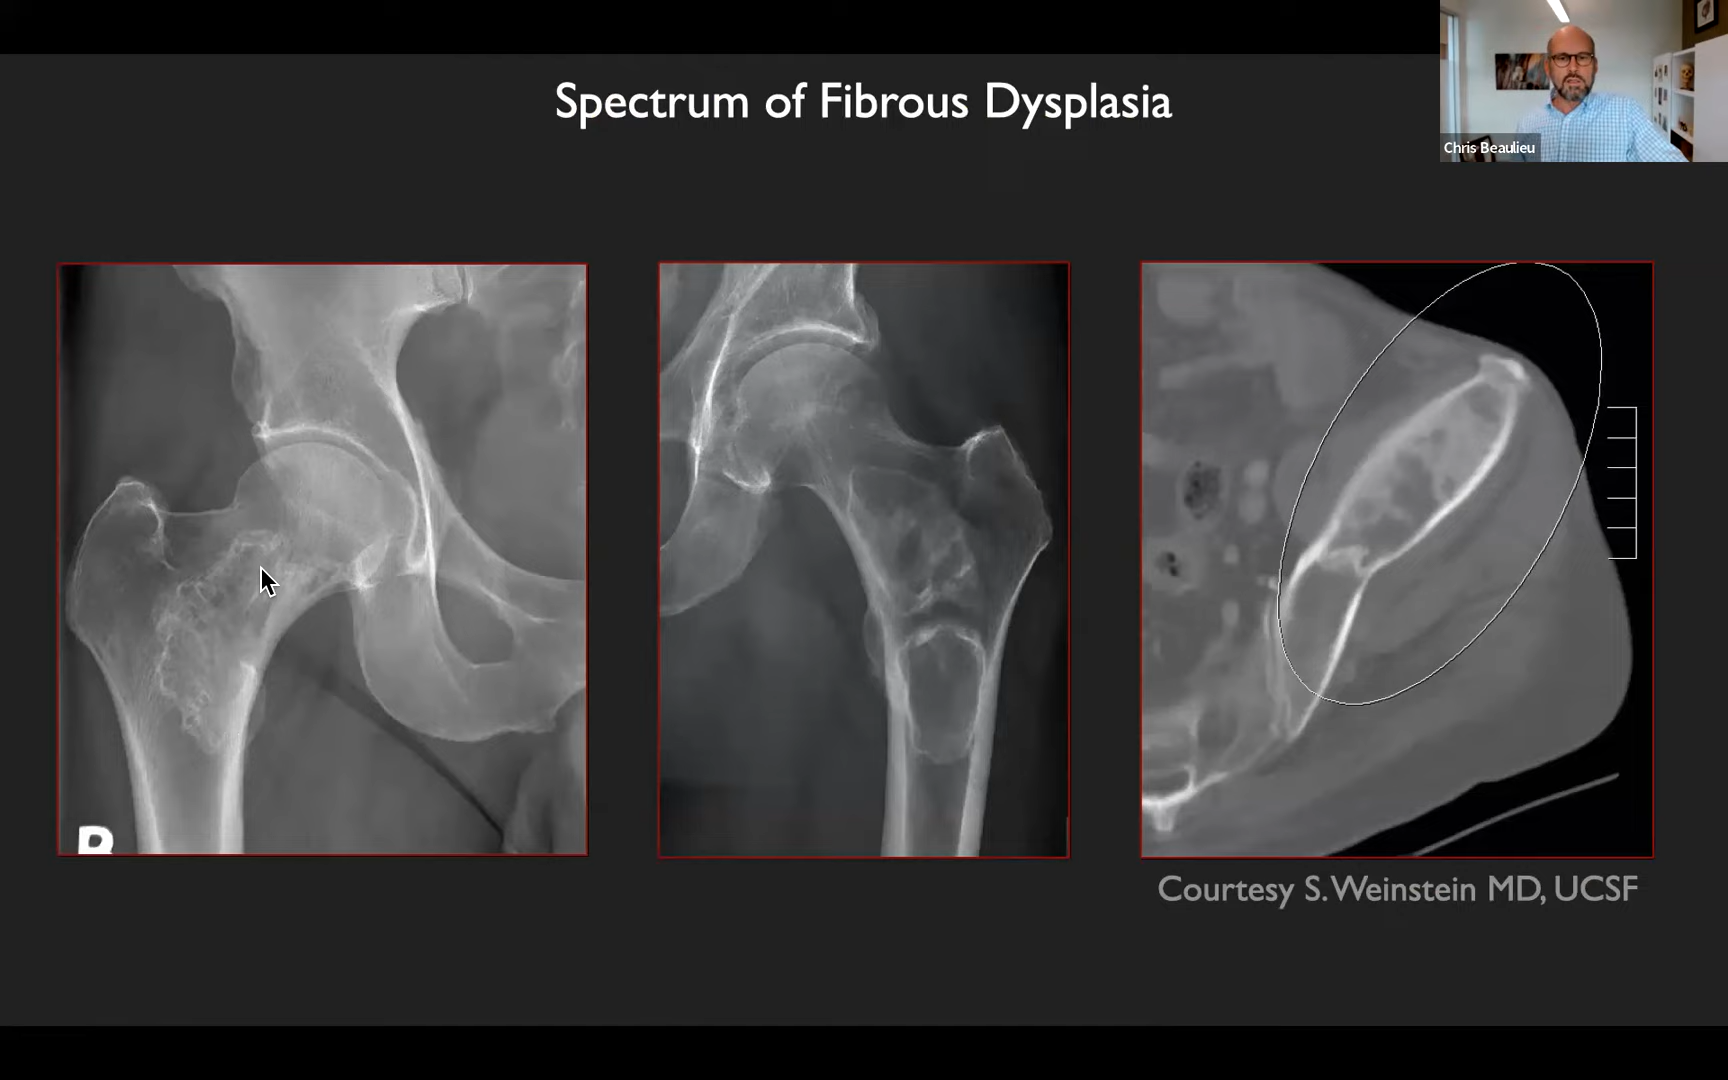 Spectrum of Fibrous Dysplasia
Chris Beaulieu
R
Courtesy S. Weinstein MD, UCSF